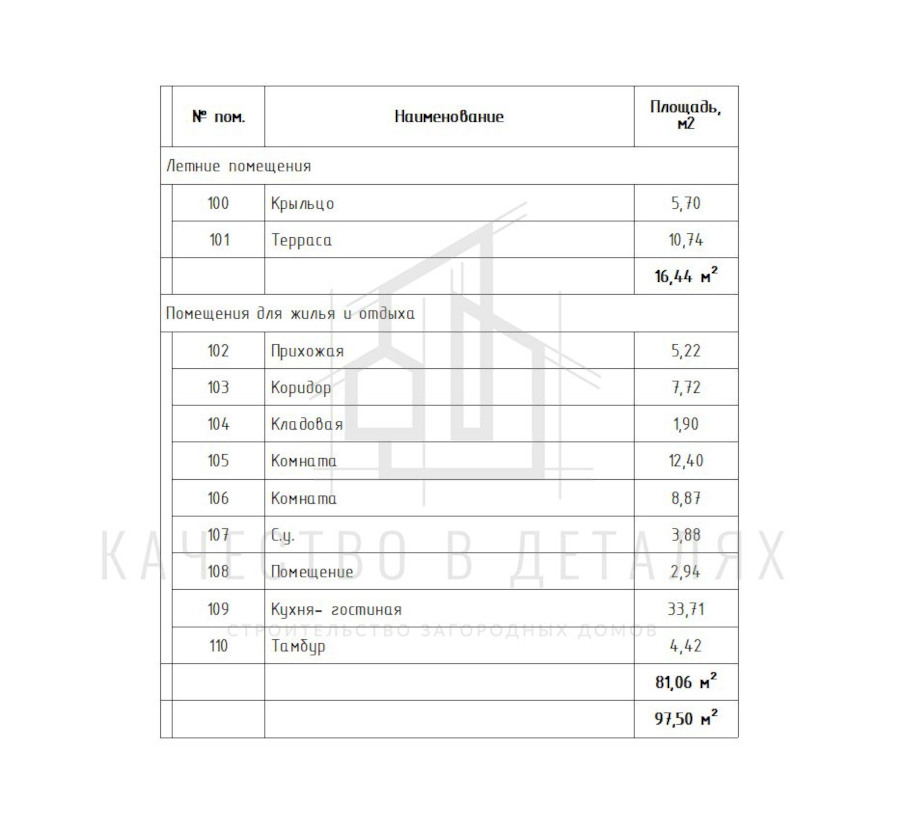 № пом. Наименование Площадь, м2
Летние помещения
100 Крыльцо 5,70
101 Терраса 10,74
16,44 м²
Помещения для жилья и отдыха
102 Прихожая 5,22
103 Коридор 7,72
104 Кладовая 1,90
105 Комната 12,40
106 Комната 8,87
107 С.у. 3,88
КАЧЕСТВО В ДЕТАЛЯХ
108 Помещение 2,94
109 Кухня- гостиная 33,71
СТРОИТЕЛЬСТВО ЗАГОРОДНЫХ ДОМОВ
110 Тамбур 4,42
81,06 м²
97,50 м²